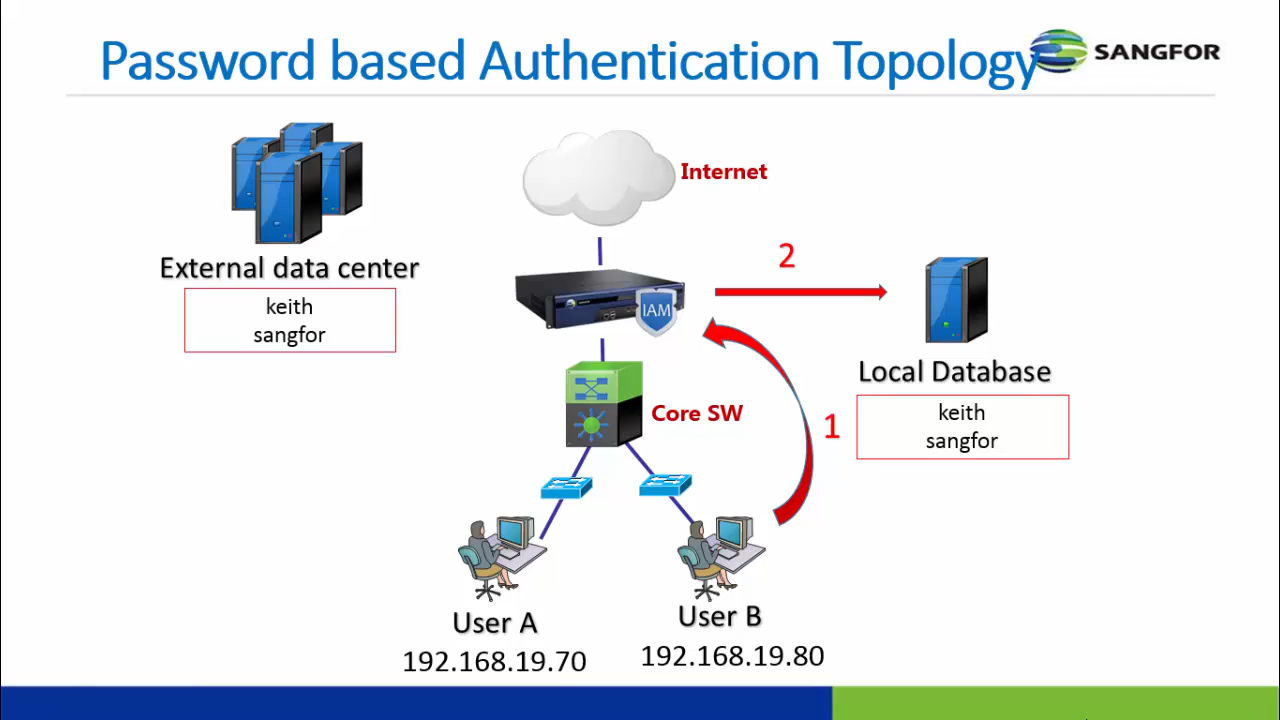 Password based Authentication Topology
SANGFOR
Internet
2
External data center
keith
sangfor
IAM
Local Database
keith
sangfor
Core SW
1
User A
192.168.19.70
User B
192.168.19.80